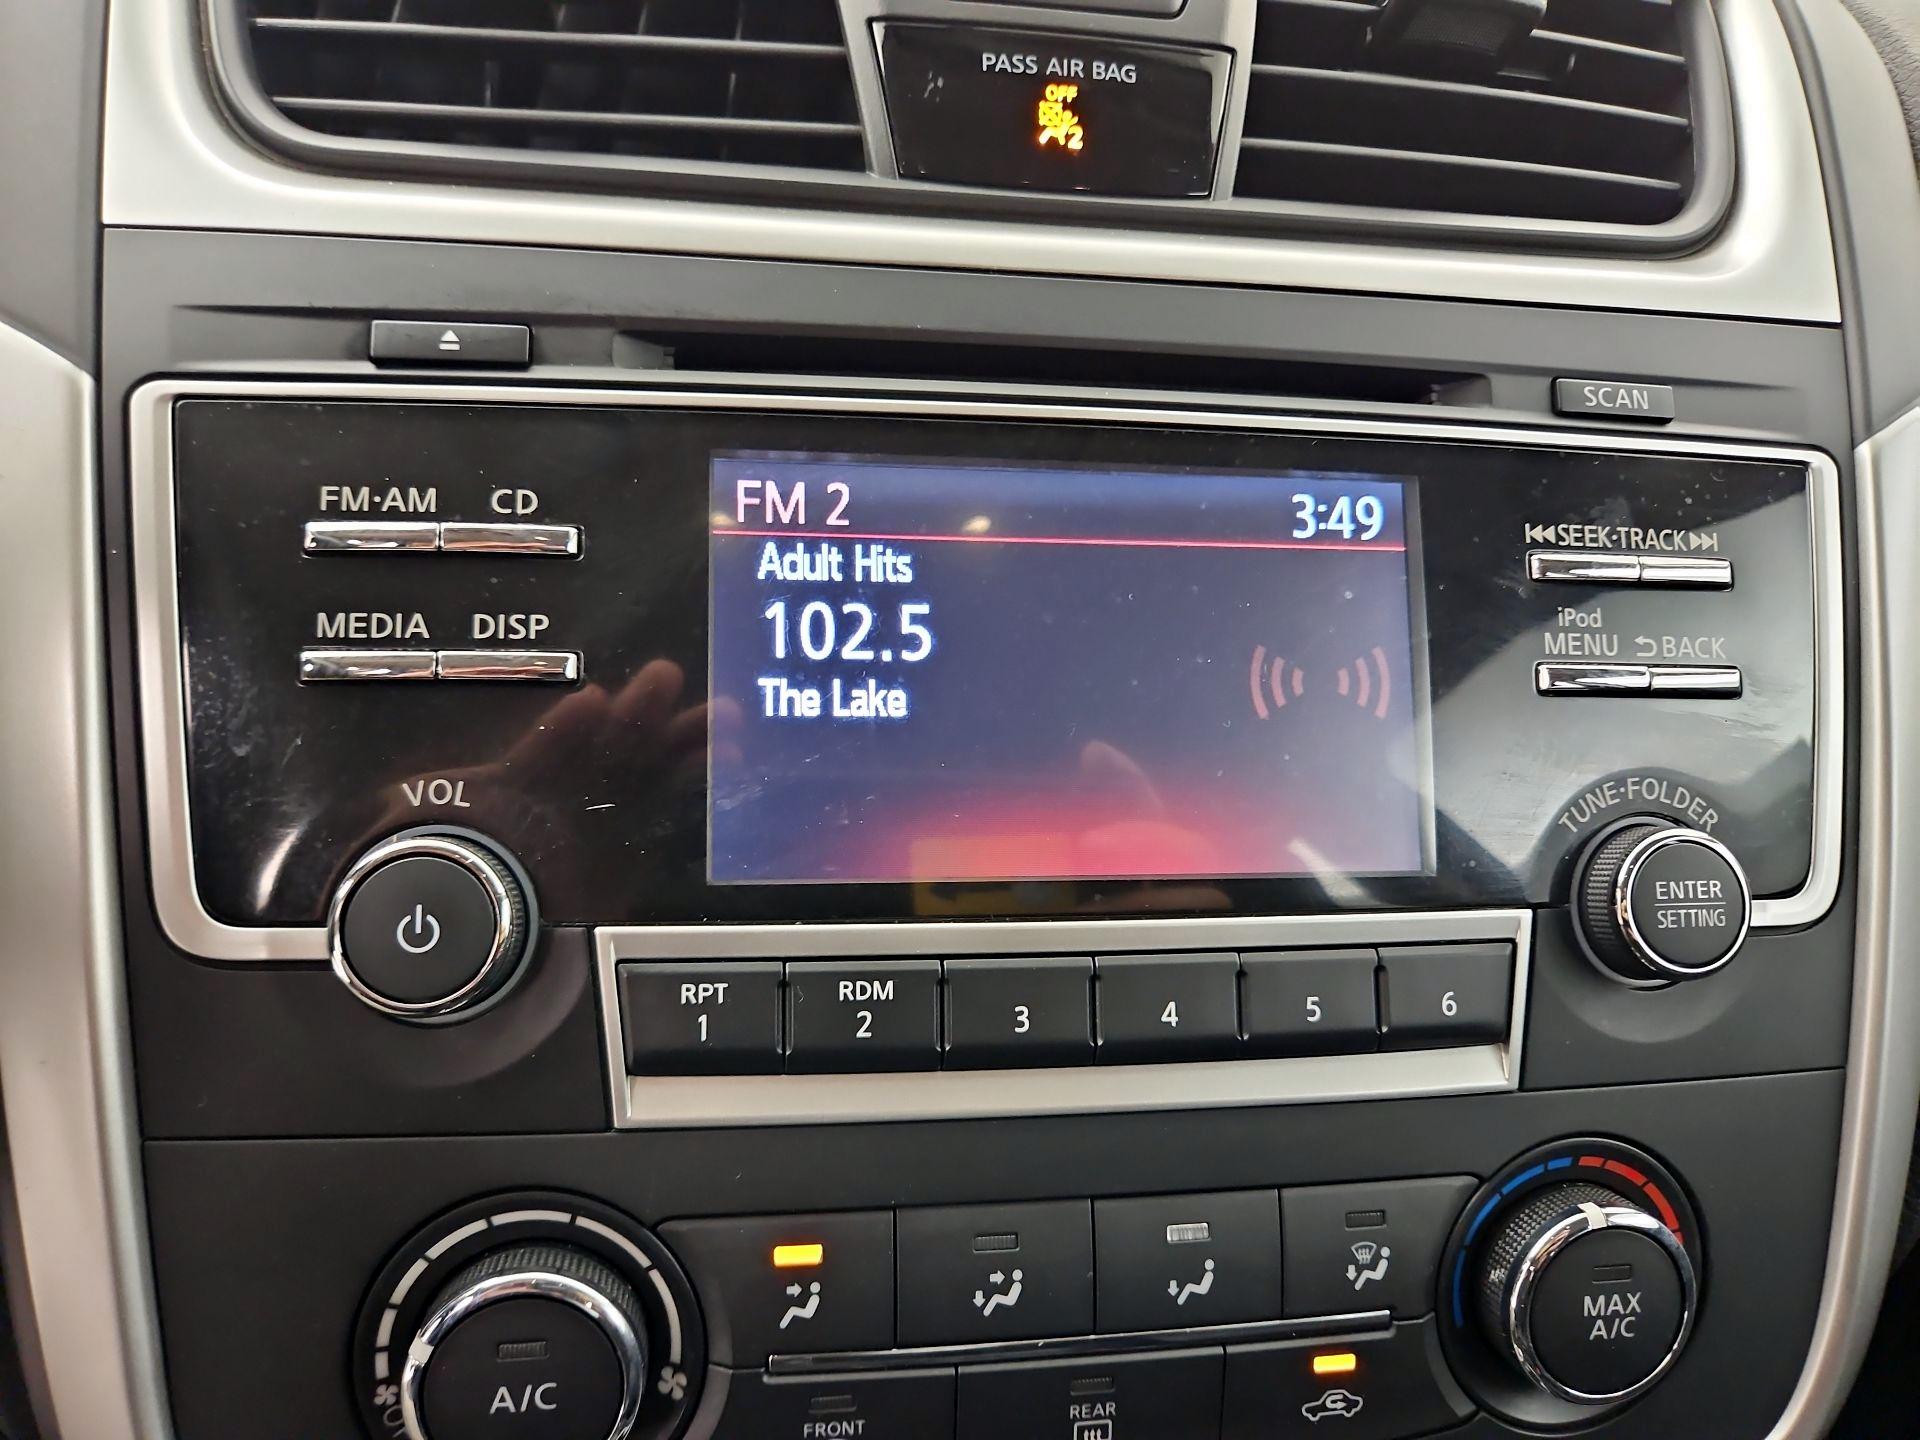 PASS AIR BAG
OFF
2
SCAN
FM·AM CD
FM 2 3:49
SEEK·TRACK
Adult Hits
102.5
The Lake
MEDIA DISP
iPod
MENU BACK
VOL
TUNE·FOLDER
ENTER
SETTING
RPT
1
RDM
2
3
4
5
6
MAX
A/C
A/C
FRONT
REAR